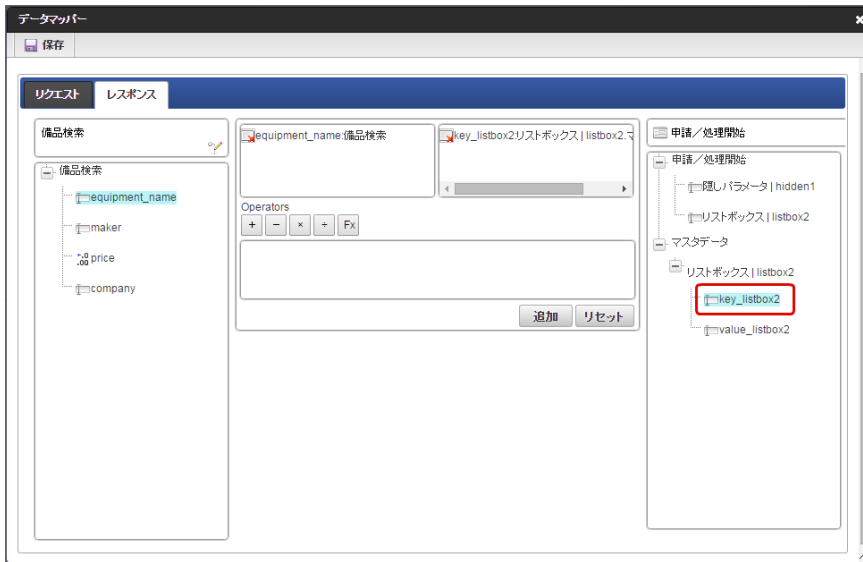 データマッパー
保存
リクエスト
レスポンス
備品検索
備品検索
equipment_name
maker
price
company
equipment_name:備品検索
key_listbox2:リストボックス | listbox2.マ
Operators
+
−
×
÷
Fx
追加
リセット
申請/処理開始
申請/処理開始
隠しパラメータ | hidden1
リストボックス | listbox2
マスタデータ
リストボックス | listbox2
key_listbox2
value_listbox2